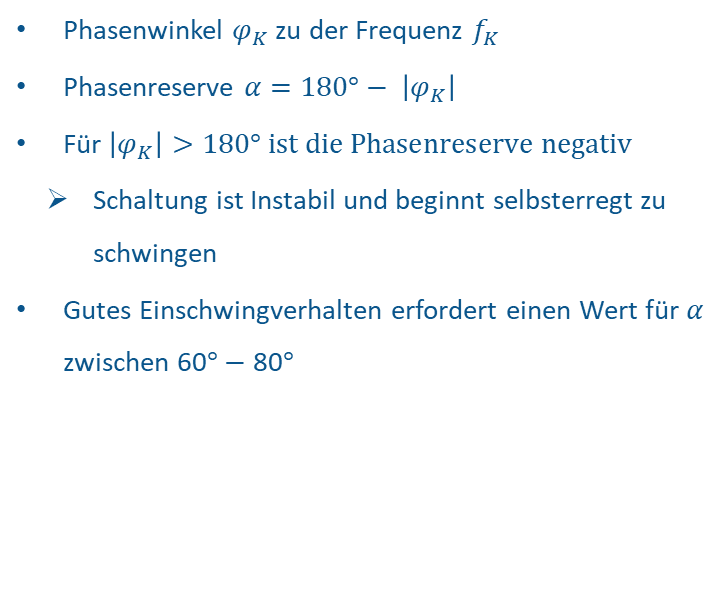 • Phasenwinkel 𝜑_K zu der Frequenz 𝑓_K
• Phasenreserve 𝛼 = 180° − |𝜑_K|
• Für |𝜑_K| > 180° ist die Phasenreserve negativ
➢ Schaltung ist Instabil und beginnt selbsterregt zu
schwingen
• Gutes Einschwingverhalten erfordert einen Wert für 𝛼
zwischen 60° − 80°